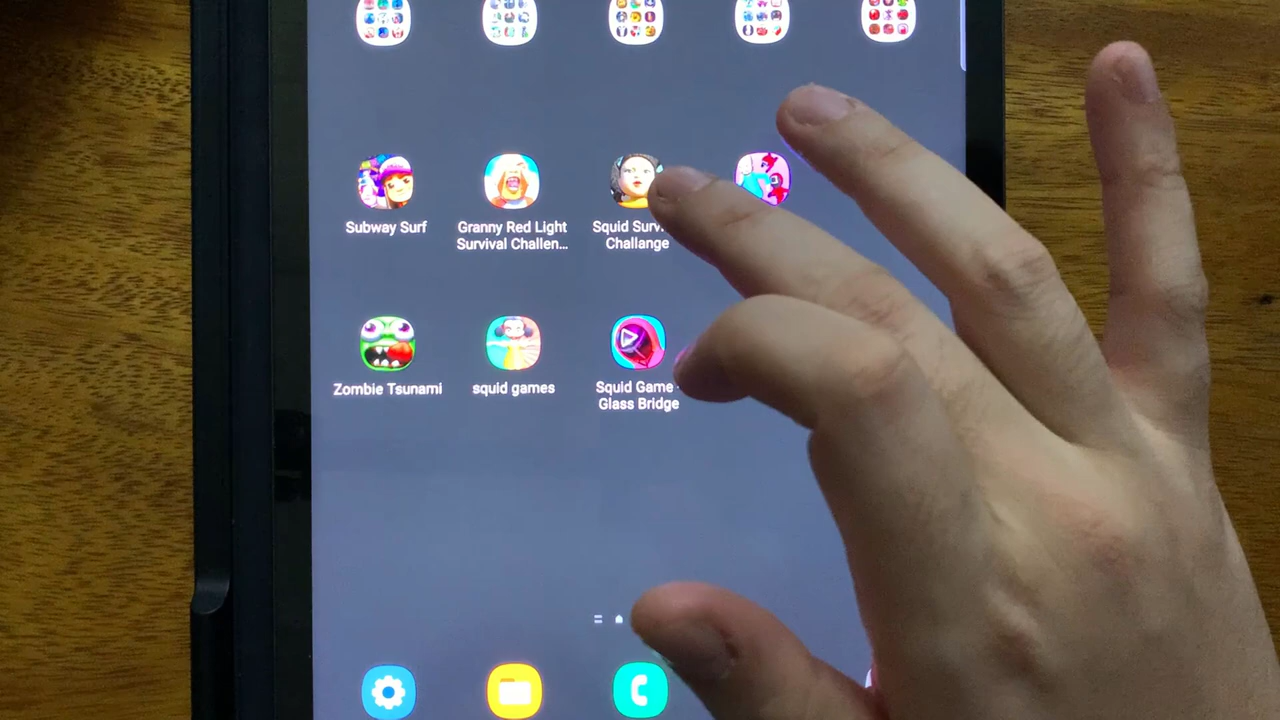 Subway Surf
Granny Red Light
Survival Challen...
Squid Surv
Challange
Zombie Tsunami
squid games
Squid Game -
Glass Bridge